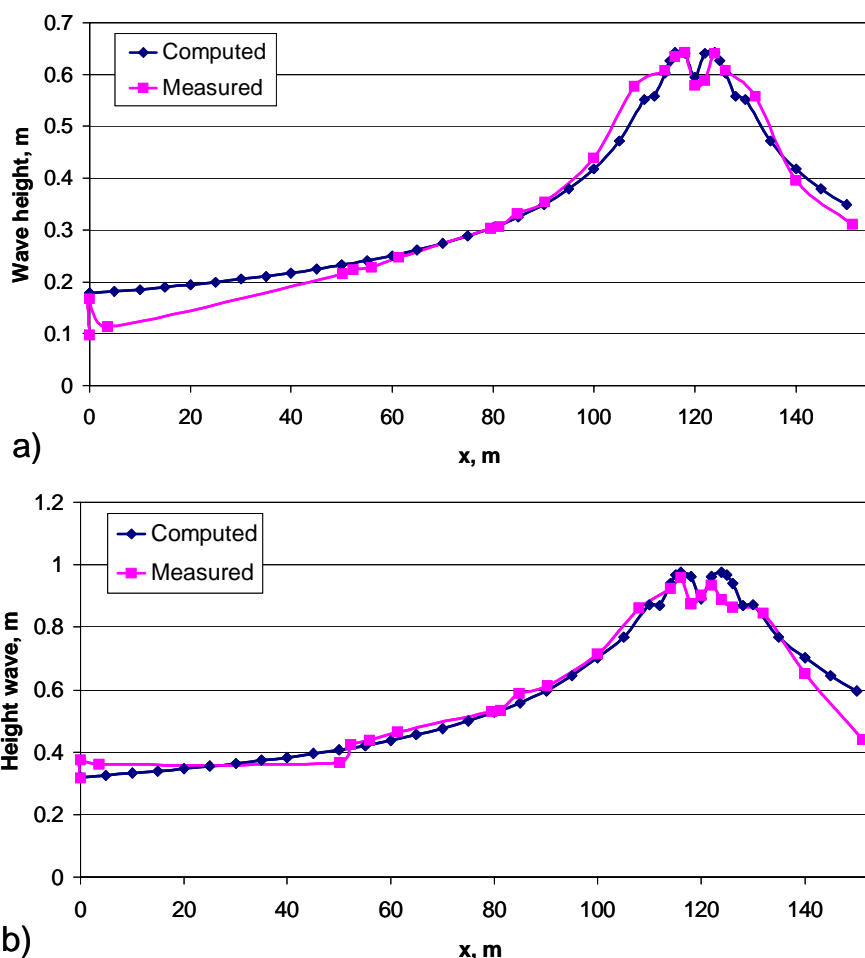 0.7
0.6
0.5
0.4
0.3
0.2
0.1
0
Wave height, m
Computed
Measured
0 20 40 60 80 100 120 140
x, m
a)
1.2
1
0.8
0.6
0.4
0.2
0
Height wave, m
Computed
Measured
0 20 40 60 80 100 120 140
x, m
b)